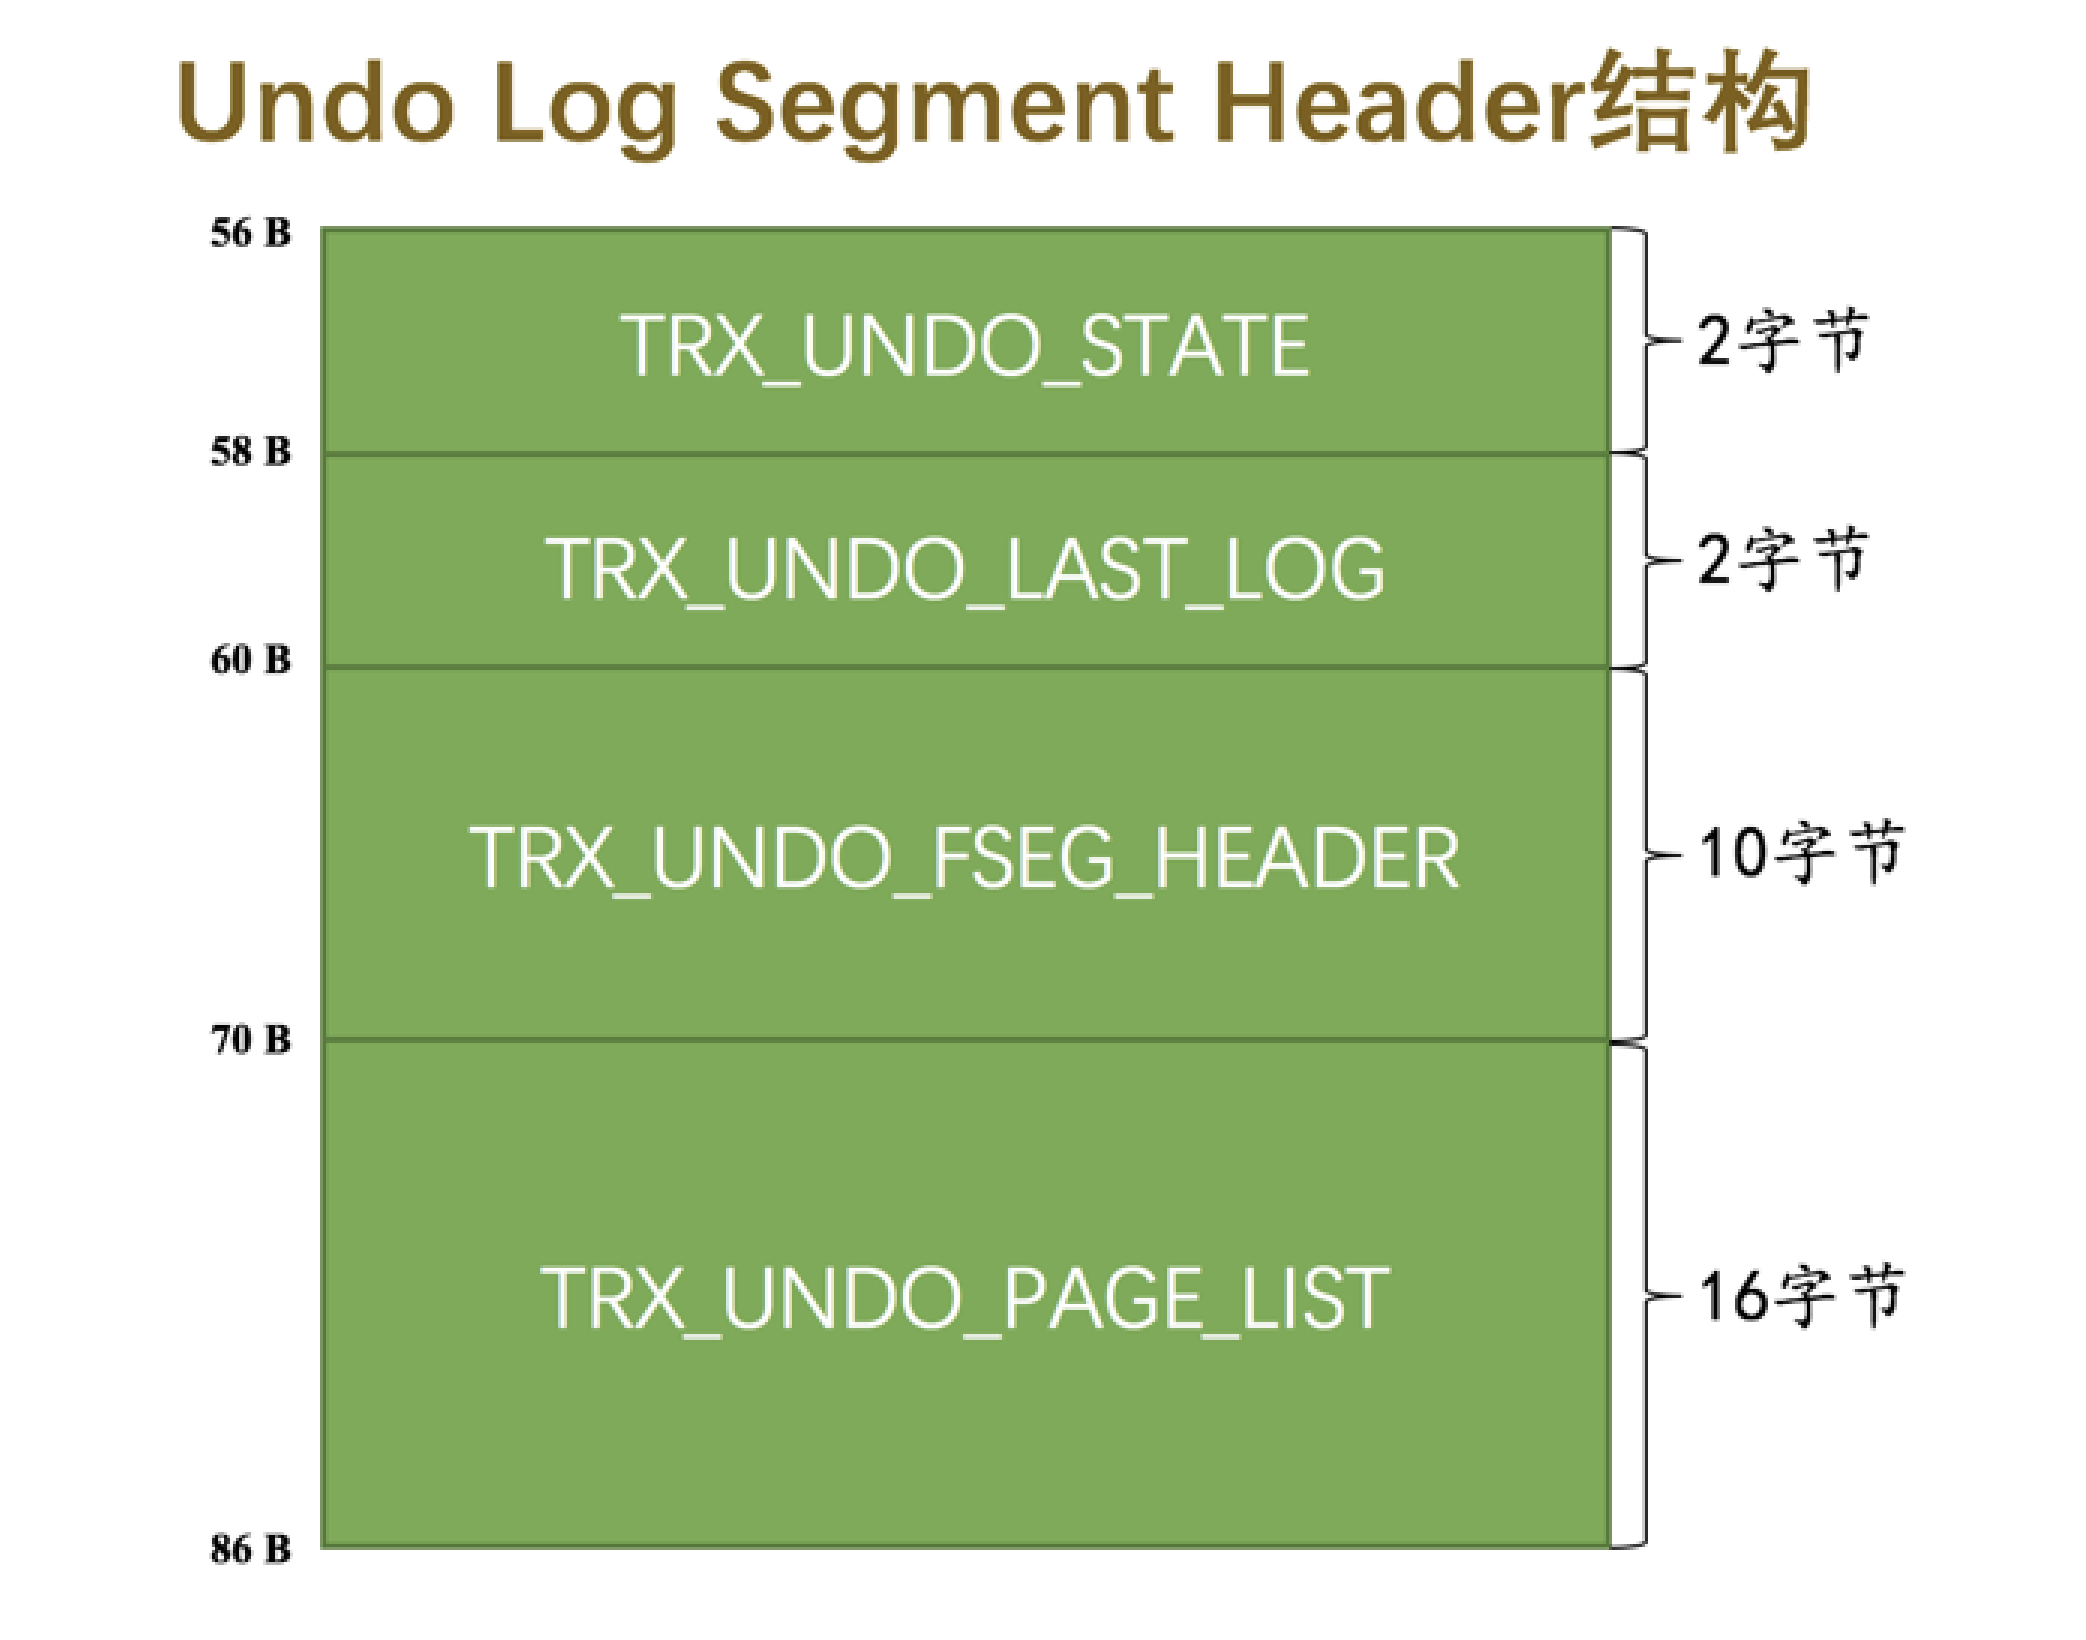 Undo Log Segment Header结构
56 B
TRX_UNDO_STATE
2字节
58 B
TRX_UNDO_LAST_LOG
2字节
60 B
TRX_UNDO_FSEG_HEADER
10字节
70 B
TRX_UNDO_PAGE_LIST
16字节
86 B